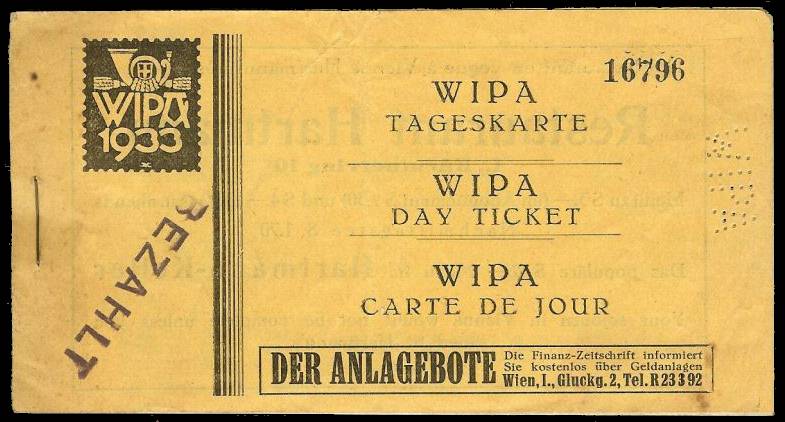 WIPA
1933
16796
WIPA
TAGESKARTE
WIPA
DAY TICKET
WIPA
CARTE DE JOUR
BEZAHLT
WIPA
DER ANLAGEBOTE
Die Finanz-Zeitschrift informiert
Sie kostenlos über Geldanlagen
Wien, I., Gluckg. 2, Tel. R 23 3 92